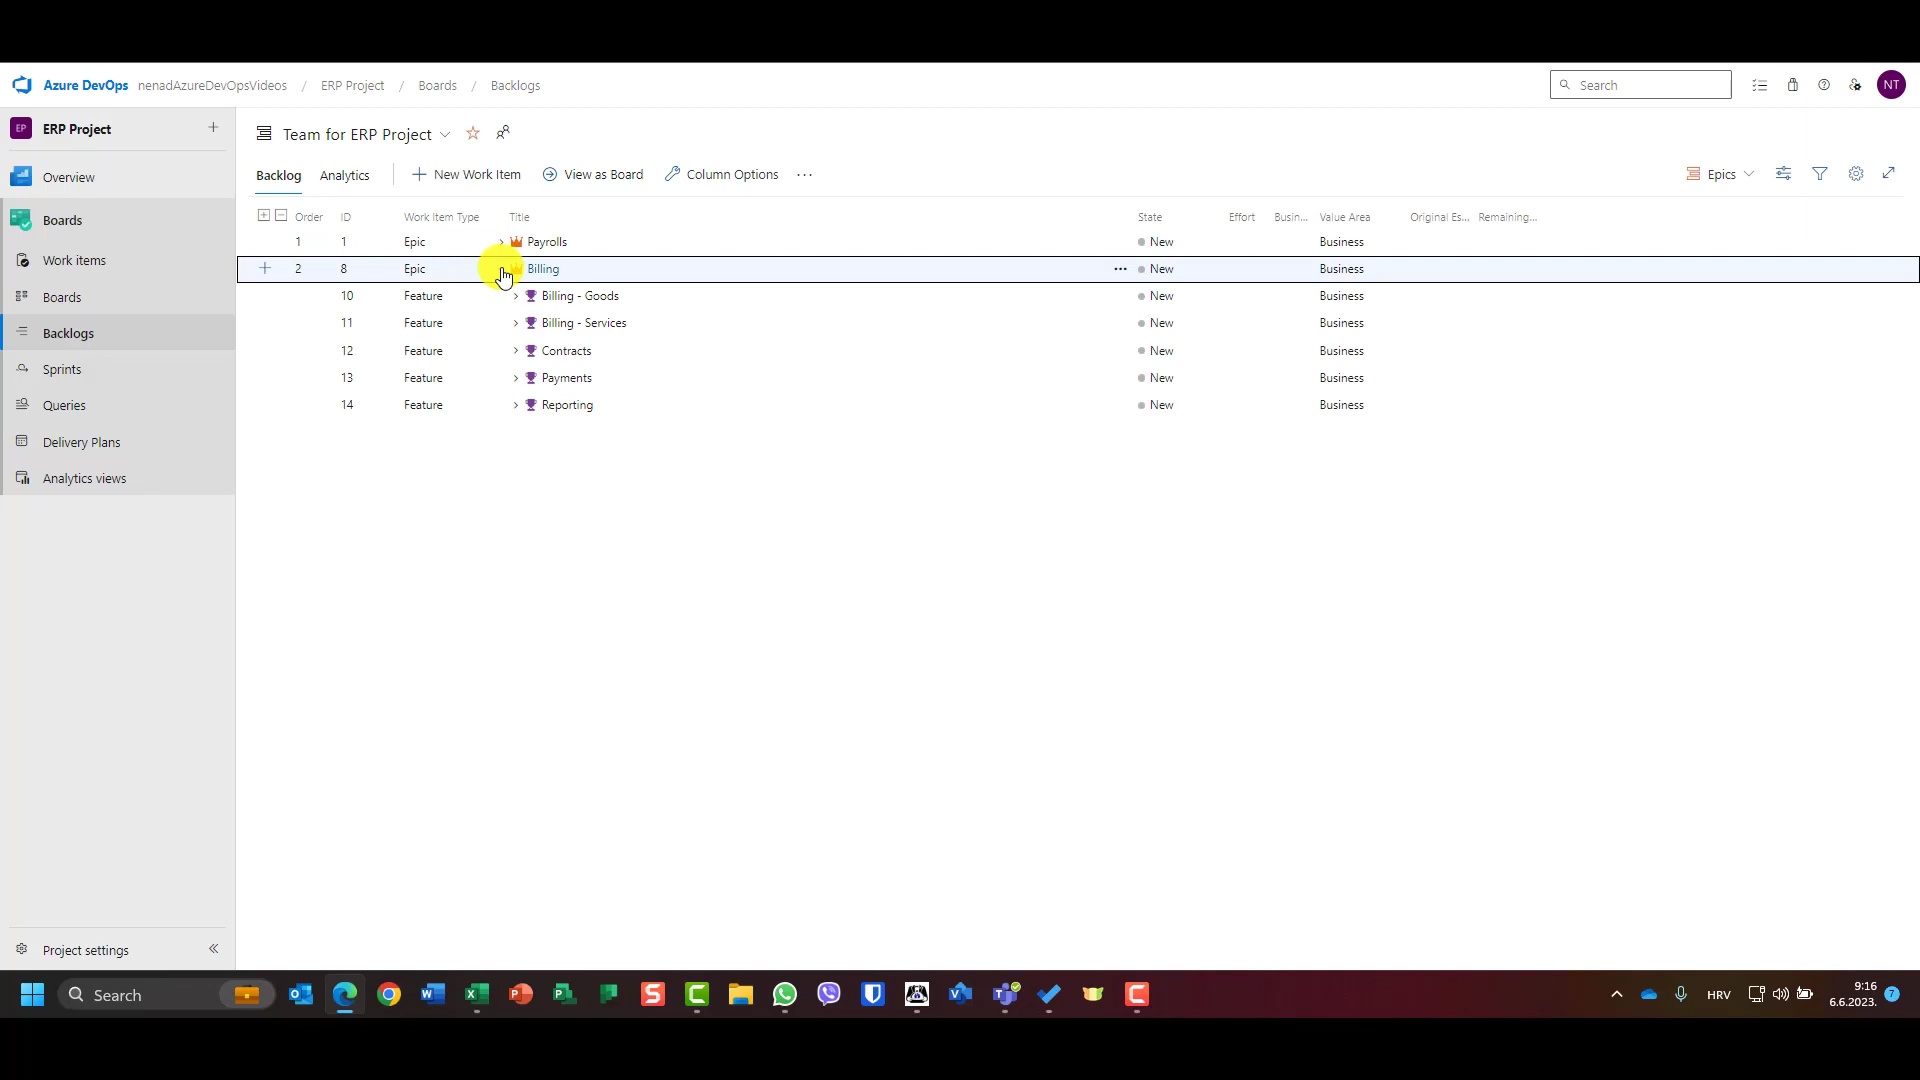 Azure DevOps nenadAzureDevOpsVideos / ERP Project / Boards / Backlogs Search NT
EP ERP Project
Overview
Boards
Work items
Boards
Backlogs
Sprints
Queries
Delivery Plans
Analytics views
Project settings
Team for ERP Project
Backlog Analytics New Work Item View as Board Column Options Epics
Order ID Work Item Type Title State Effort Busin... Value Area Original Es... Remaining...
1 1 Epic Payrolls New Business
2 8 Epic Billing New Business
10 Feature Billing - Goods New Business
11 Feature Billing - Services New Business
12 Feature Contracts New Business
13 Feature Payments New Business
14 Feature Reporting New Business
Search HRV 9:16
6.6.2023. 7